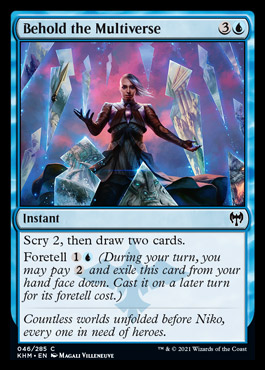 Behold the Multiverse 3
Instant
Scry 2, then draw two cards.
Foretell 1 (During your turn, you
may pay 2 and exile this card from your
hand face down. Cast it on a later turn
for its foretell cost.)
Countless worlds unfolded before Niko,
every one in need of heroes.
046/285 C
KHM • EN MAGALI VILLENEUVE
™ & © 2021 Wizards of the Coast